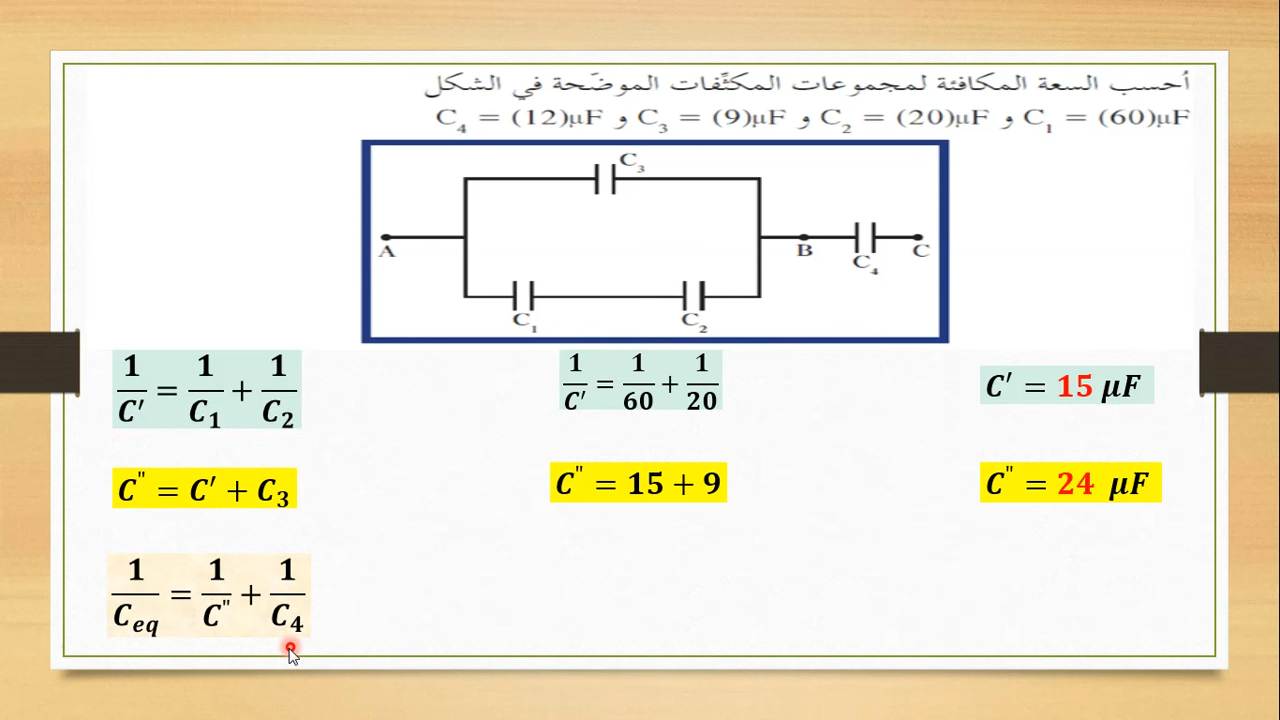 أحسب السعة المكافئة لمجموعات المكثِّفات الموضَّحة في الشكل
C₁ = (60)µF و C₂ = (20)µF و C₃ = (9)µF و C₄ = (12)µF
C₃
A
B
C₄
C
C₁
C₂
1/C′ = 1/C₁ + 1/C₂
1/C′ = 1/60 + 1/20
C′ = 15 μF
C" = C′ + C₃
C" = 15 + 9
C" = 24 μF
1/Ceq = 1/C" + 1/C₄